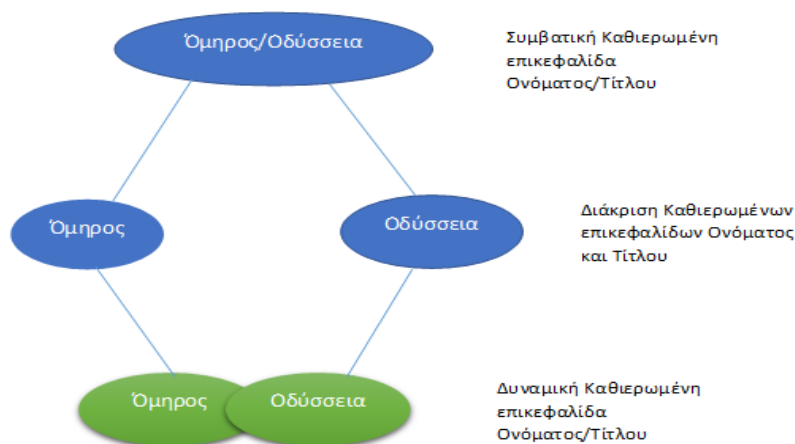 Όμηρος/Οδύσσεια
Συμβατική Καθιερωμένη
επικεφαλίδα
Ονόματος/Τίτλου
Όμηρος
Οδύσσεια
Διάκριση Καθιερωμένων
επικεφαλίδων Ονόματος
και Τίτλου
Όμηρος
Οδύσσεια
Δυναμική Καθιερωμένη
επικεφαλίδα
Ονόματος/Τίτλου